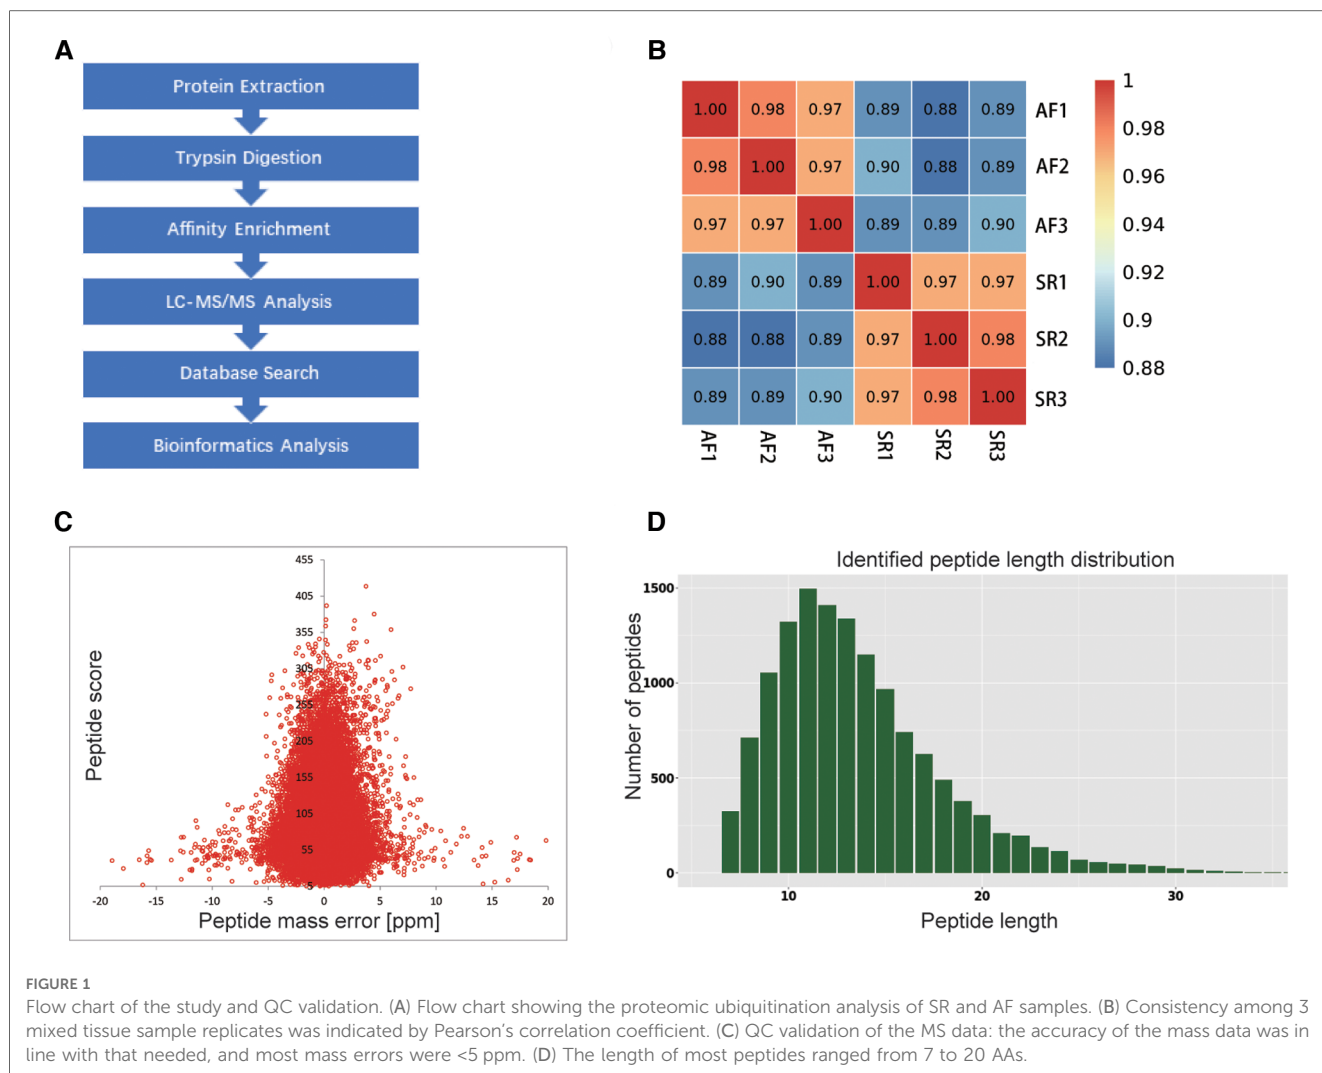 A
Protein Extraction
Trypsin Digestion
Affinity Enrichment
LC-MS/MS Analysis
Database Search
Bioinformatics Analysis
B
1.00 0.98 0.97 0.89 0.88 0.89 AF1
0.98 1.00 0.97 0.90 0.88 0.89 AF2
0.97 0.97 1.00 0.89 0.89 0.90 AF3
0.89 0.90 0.89 1.00 0.97 0.97 SR1
0.88 0.88 0.89 0.97 1.00 0.98 SR2
0.89 0.89 0.90 0.97 0.98 1.00 SR3
AF1 AF2 AF3 SR1 SR2 SR3
1
0.98
0.96
0.94
0.92
0.9
0.88
C
Peptide score
455
405
355
305
255
205
155
105
55
5
-20 -15 -10 -5 0 5 10 15 20
Peptide mass error [ppm]
D
Identified peptide length distribution
Number of peptides
1500
1000
500
0
10 20 30
Peptide length
FIGURE 1
Flow chart of the study and QC validation. (A) Flow chart showing the proteomic ubiquitination analysis of SR and AF samples. (B) Consistency among 3
mixed tissue sample replicates was indicated by Pearson's correlation coefficient. (C) QC validation of the MS data: the accuracy of the mass data was in
line with that needed, and most mass errors were <5 ppm. (D) The length of most peptides ranged from 7 to 20 AAs.